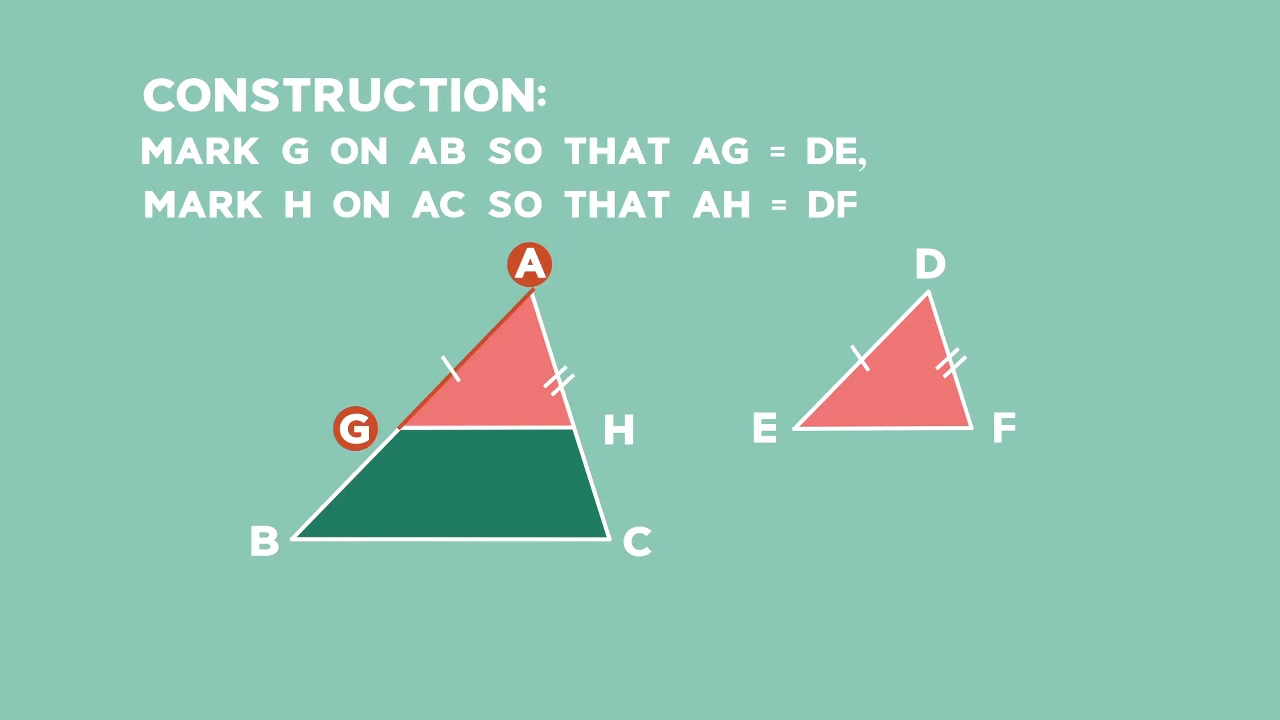 CONSTRUCTION:
MARK G ON AB SO THAT AG = DE,
MARK H ON AC SO THAT AH = DF
A
D
G
H
E
F
B
C